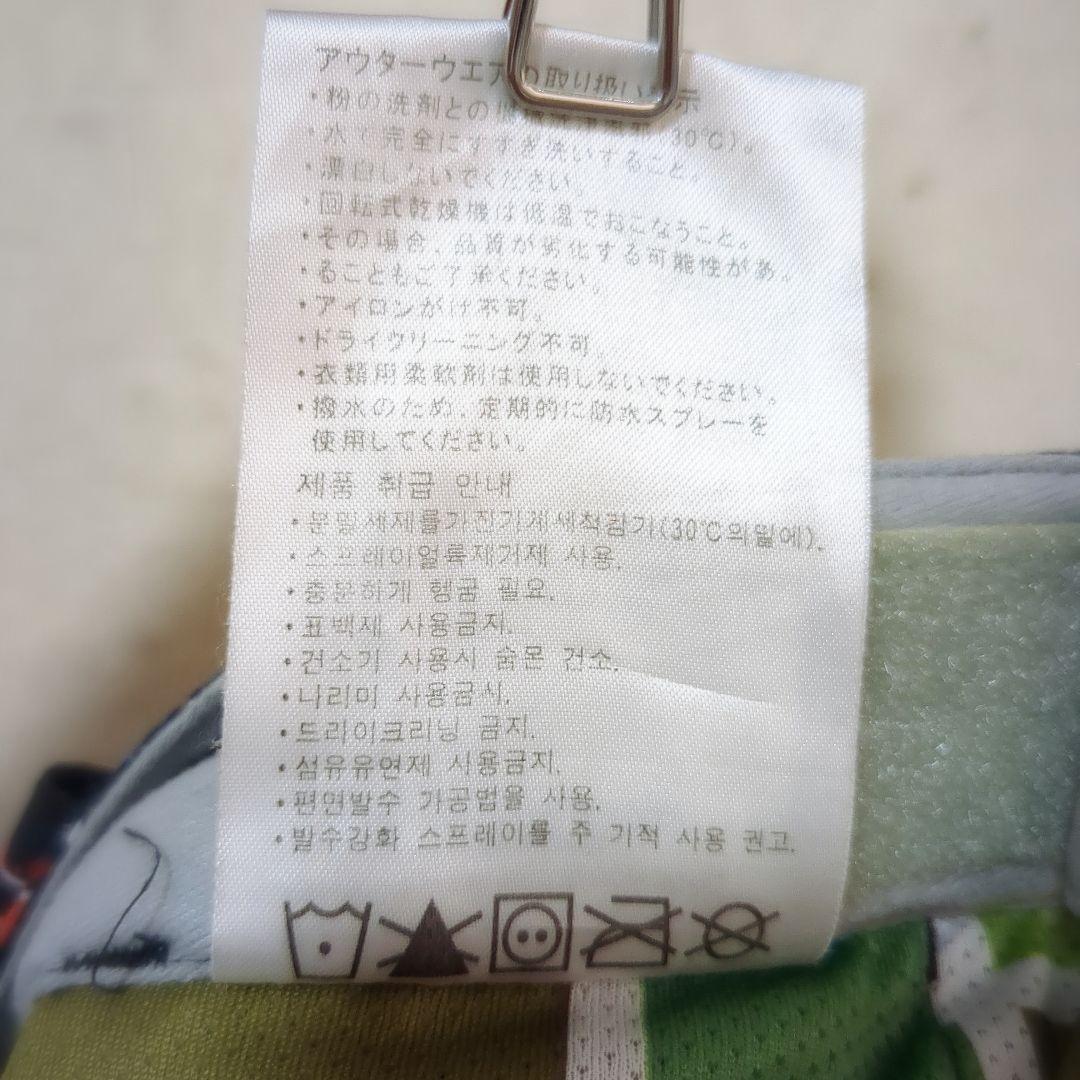 アウターウエアの取り扱い 示
・粉の洗剤との 30℃)。
・水 完全にすすぎ洗いすること。
・漂白しないでください。
・回転式乾燥機は低温でおこなうこと。
・その場合、品質が劣化する可能性があ。
・ることもご了承ください。
・アイロンがけ不可。
・ドライクリーニング不可。
・衣類用柔軟剤は使用しないでください。
・撥水のため、定期的に防水スプレーを
使用してください。
제품 취급 안내
・분말세제를가진기계세척감기(30℃의밑에).
・스프레이얼륙제거제 사용.
・충분하게 헹굼 필요.
・표백제 사용금지.
・건소기 사용시 숨몬 건소.
・나리미 사용금시.
・드라이크리닝 금지.
・섬유유연제 사용금지.
・편면발수 가공법을 사용.
・발수강화 스프레이를 주 기적 사용 권고.